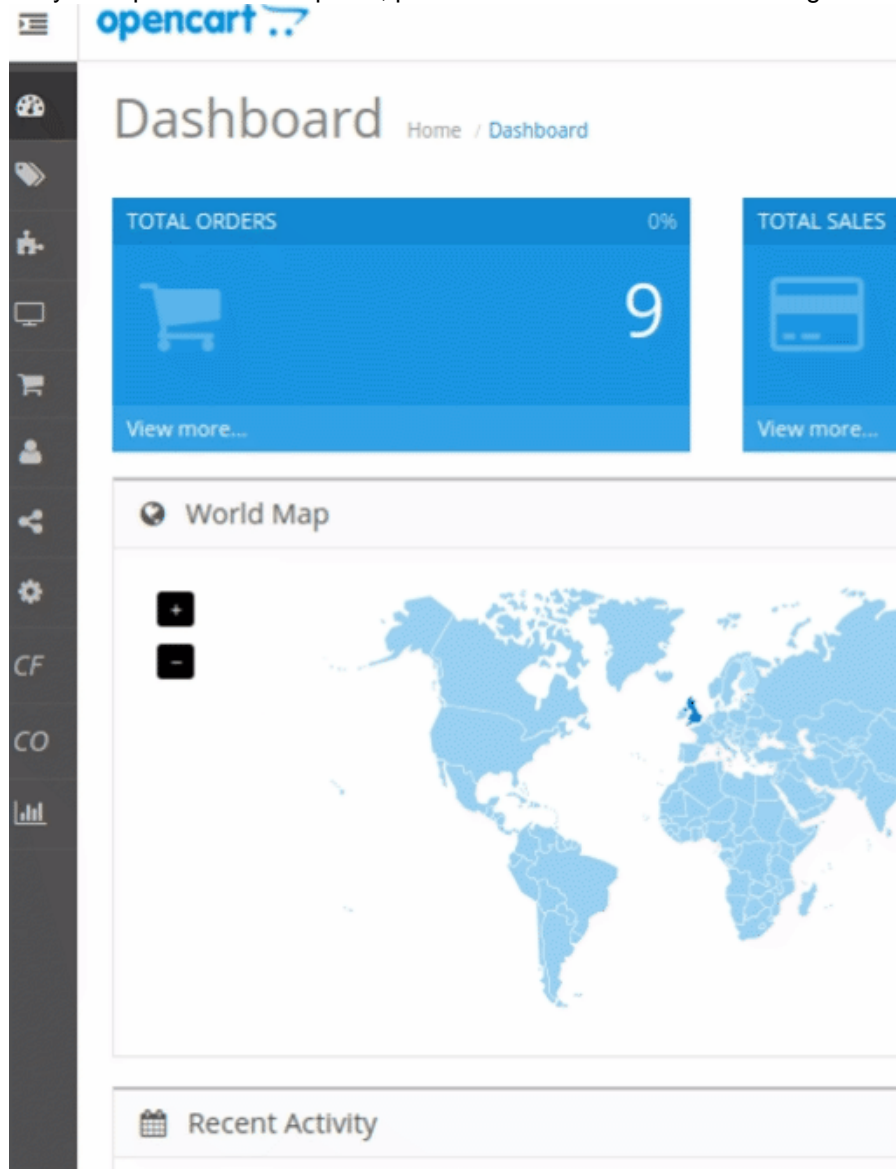 opencart
Dashboard Home / Dashboard
TOTAL ORDERS 0%
9
View more...
TOTAL SALES
View more...
World Map
+
-
CF
CO
Recent Activity